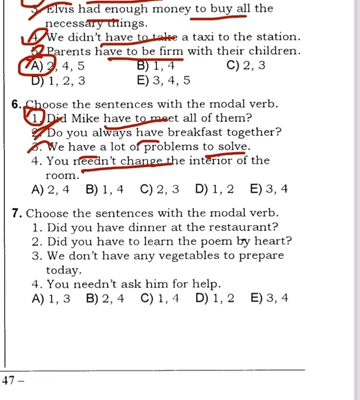 3. Elvis had enough money to buy all the
necessary things.
4. We didn't have to take a taxi to the station.
5. Parents have to be firm with their children.
A) 2, 4, 5 B) 1, 4 C) 2, 3
D) 1, 2, 3 E) 3, 4, 5
6. Choose the sentences with the modal verb.
1. Did Mike have to meet all of them?
2. Do you always have breakfast together?
3. We have a lot of problems to solve.
4. You needn't change the interior of the
room.
A) 2, 4 B) 1, 4 C) 2, 3 D) 1, 2 E) 3, 4
7. Choose the sentences with the modal verb.
1. Did you have dinner at the restaurant?
2. Did you have to learn the poem by heart?
3. We don't have any vegetables to prepare
today.
4. You needn't ask him for help.
A) 1, 3 B) 2, 4 C) 1, 4 D) 1, 2 E) 3, 4
47 –